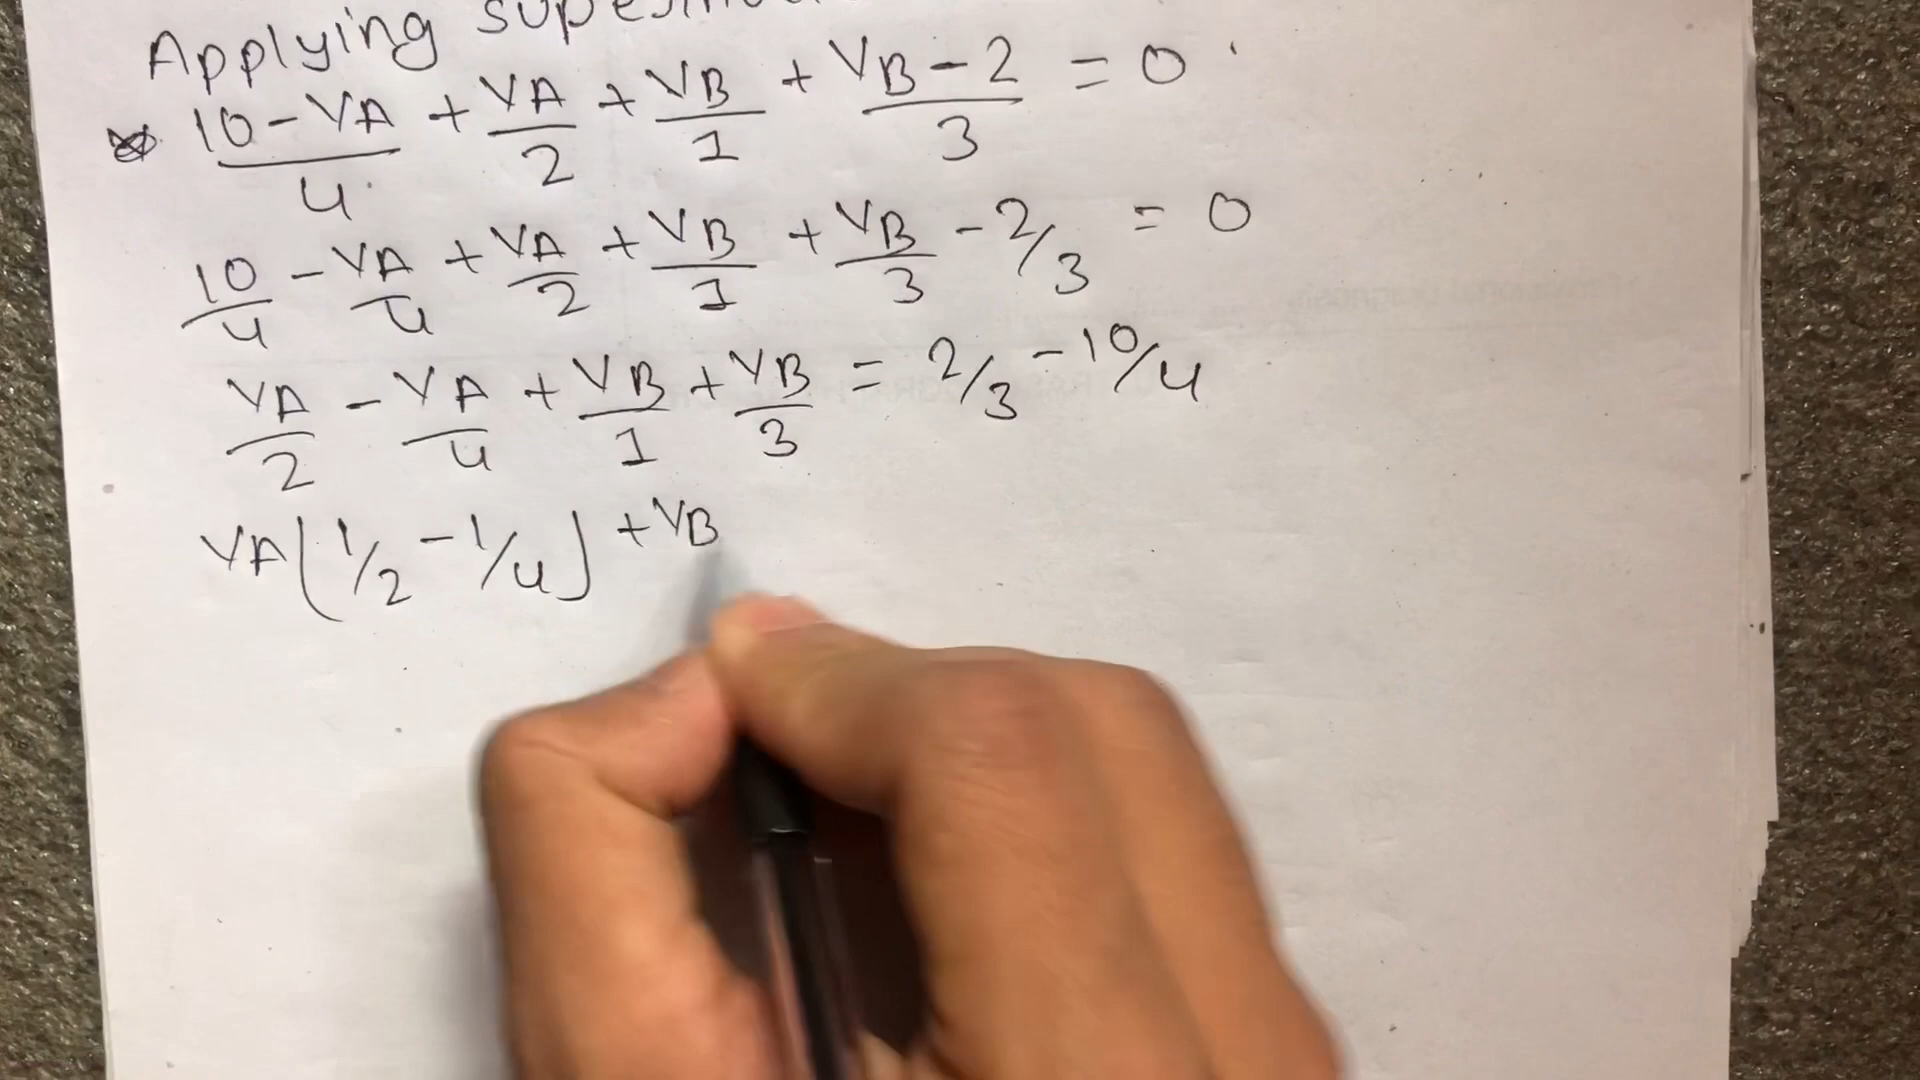 Applying
10-VA/4 + VA/2 + VB/1 + VB-2/3 = 0
10/4 - VA/4 + VA/2 + VB/1 + VB/3 - 2/3 = 0
VA/2 - VA/4 + VB/1 + VB/3 = 2/3 - 10/4
VA(1/2 - 1/4) + VB